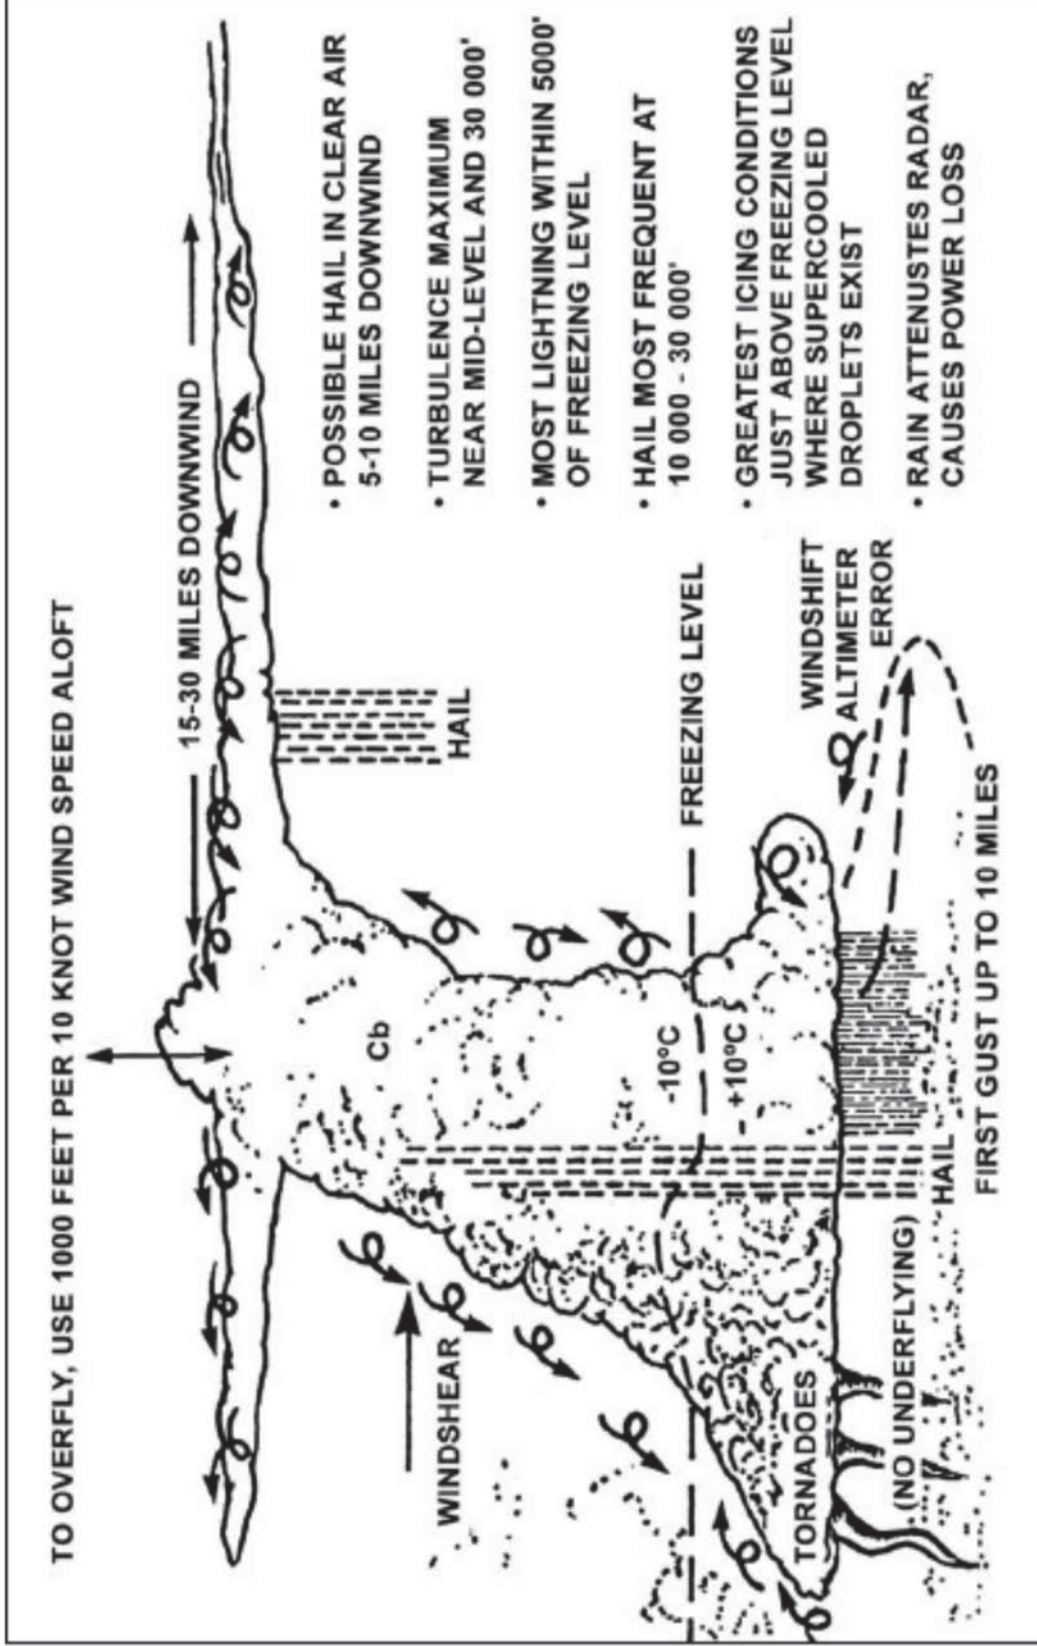 TO OVERFLY, USE 1000 FEET PER 10 KNOT WIND SPEED ALOFT
15-30 MILES DOWNWIND
HAIL
Cb
WINDSHEAR
FREEZING LEVEL
-10°C
+10°C
TORNADOES
WINDSHIFT
ALTIMETER
ERROR
(NO UNDERFLYING)
HAIL
FIRST GUST UP TO 10 MILES
• POSSIBLE HAIL IN CLEAR AIR
5-10 MILES DOWNWIND
• TURBULENCE MAXIMUM
NEAR MID-LEVEL AND 30 000'
• MOST LIGHTNING WITHIN 5000'
OF FREEZING LEVEL
• HAIL MOST FREQUENT AT
10 000 - 30 000'
• GREATEST ICING CONDITIONS
JUST ABOVE FREEZING LEVEL
WHERE SUPERCOOLED
DROPLETS EXIST
• RAIN ATTENUSTES RADAR,
CAUSES POWER LOSS